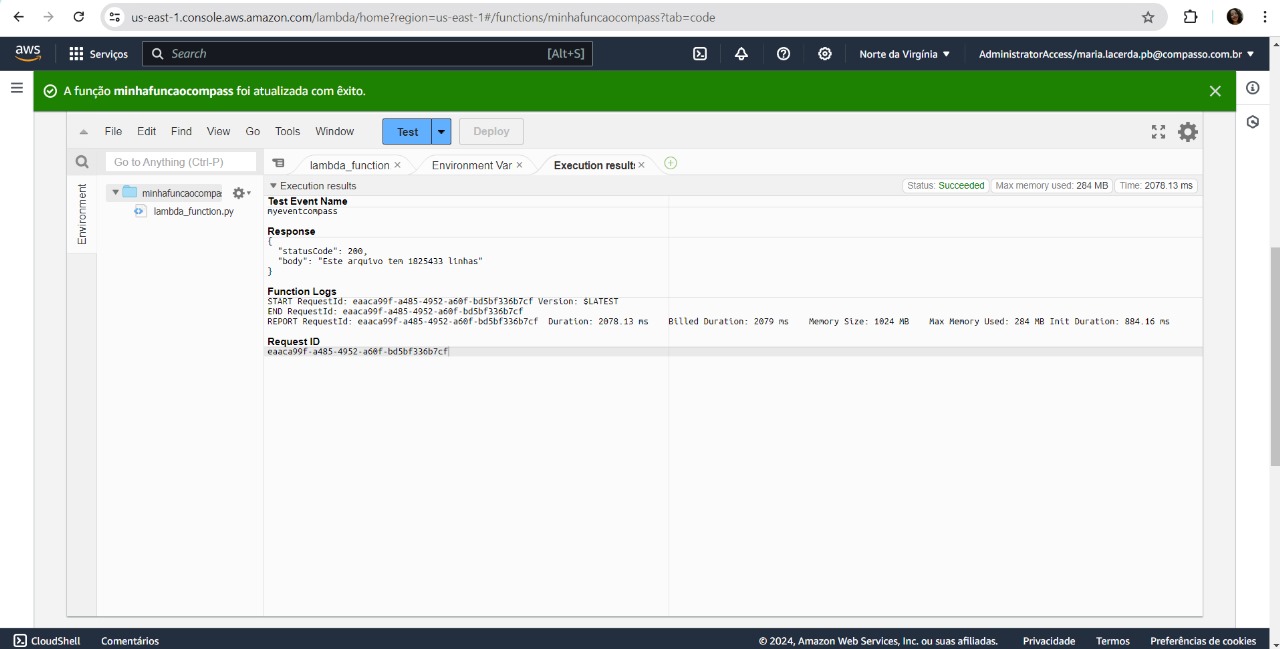 us-east-1.console.aws.amazon.com/lambda/home?region=us-east-1#/functions/minhafuncaocompass?tab=code
aws Serviços Search [Alt+S] Norte da Virgínia AdministratorAccess/maria.lacerda.pb@compasso.com.br
A função minhafuncaocompass foi atualizada com êxito.
File Edit Find View Go Tools Window Test Deploy
Go to Anything (Ctrl-P) lambda_function Environment Var Execution results
Environment
minhafuncaocompa
lambda_function.py
Execution results Status: Succeeded Max memory used: 284 MB Time: 2078.13 ms
Test Event Name
myeventcompass
Response
{
"statusCode": 200,
"body": "Este arquivo tem 1825433 linhas"
}
Function Logs
START RequestId: eaaca99f-a485-4952-a60f-bd5bf336b7cf Version: $LATEST
END RequestId: eaaca99f-a485-4952-a60f-bd5bf336b7cf
REPORT RequestId: eaaca99f-a485-4952-a60f-bd5bf336b7cf Duration: 2078.13 ms Billed Duration: 2079 ms Memory Size: 1024 MB Max Memory Used: 284 MB Init Duration: 884.16 ms
Request ID
eaaca99f-a485-4952-a60f-bd5bf336b7cf
CloudShell Comentários © 2024, Amazon Web Services, Inc. ou suas afiliadas. Privacidade Termos Preferências de cookies